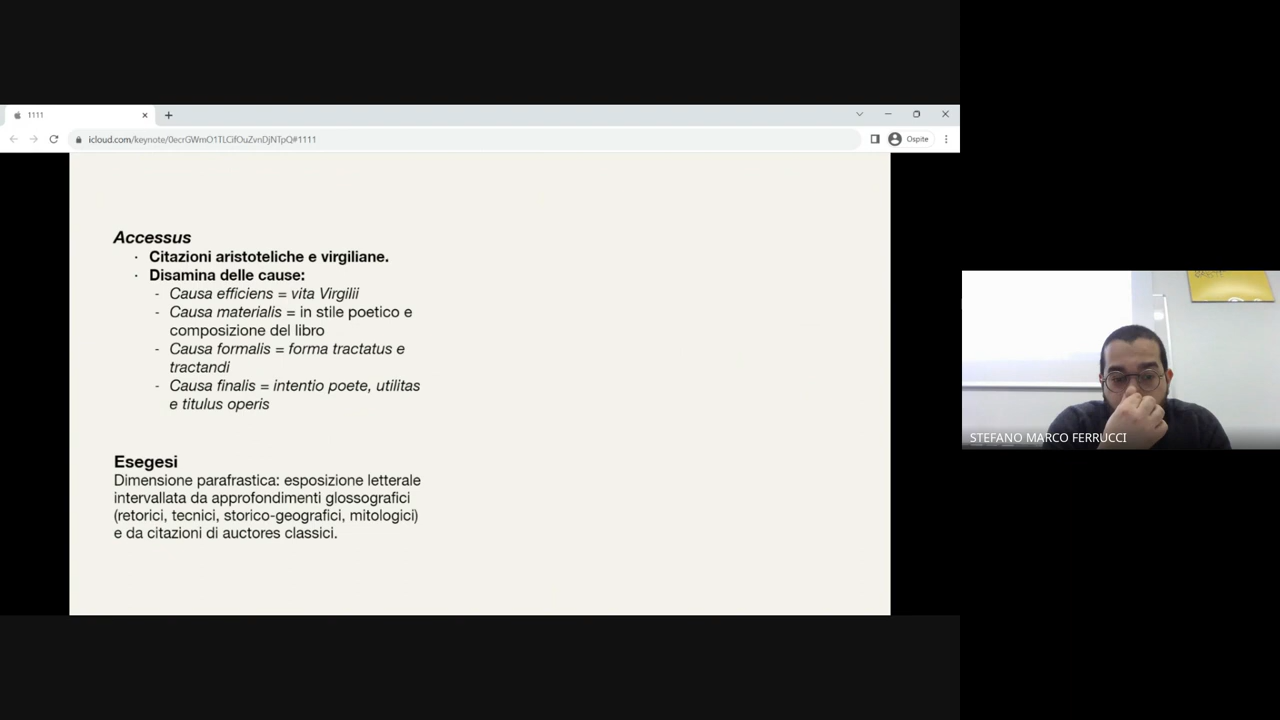 1111
icloud.com/keynote/0ecrGWmO1TLCifOuZvnDjNTpQ#1111
Ospite
Accessus
· Citazioni aristoteliche e virgiliane.
· Disamina delle cause:
- Causa efficiens = vita Virgilii
- Causa materialis = in stile poetico e
composizione del libro
- Causa formalis = forma tractatus e
tractandi
- Causa finalis = intentio poete, utilitas
e titulus operis
Esegesi
Dimensione parafrastica: esposizione letterale
intervallata da approfondimenti glossografici
(retorici, tecnici, storico-geografici, mitologici)
e da citazioni di auctores classici.
STEFANO MARCO FERRUCCI